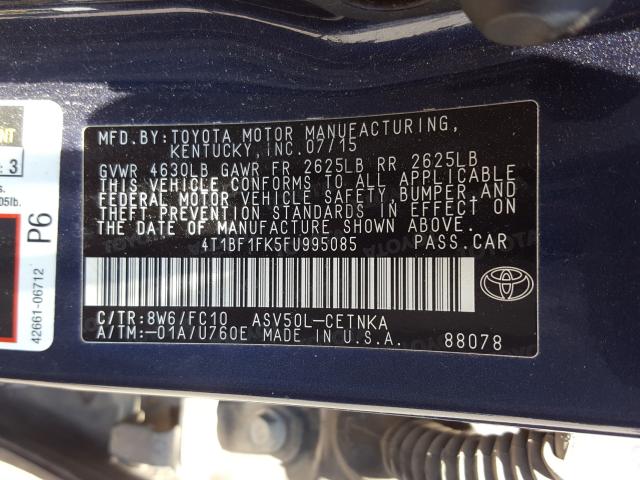 MFD.BY: TOYOTA MOTOR MANUFACTURING,
KENTUCKY, INC. 07/15
GVWR 4630LB GAWR FR 2625LB RR 2625LB
THIS VEHICLE CONFORMS TO ALL APPLICABLE
FEDERAL MOTOR VEHICLE SAFETY, BUMPER, AND
THEFT PREVENTION STANDARDS IN EFFECT ON
THE DATE OF MANUFACTURE SHOWN ABOVE.
4T1BF1FK5FU995085 PASS.CAR
C/TR:8W6/FC10 ASV50L-CETNKA
A/TM:-01A/U760E MADE IN U.S.A. 88078
3
05lb.
P6
42661-06712